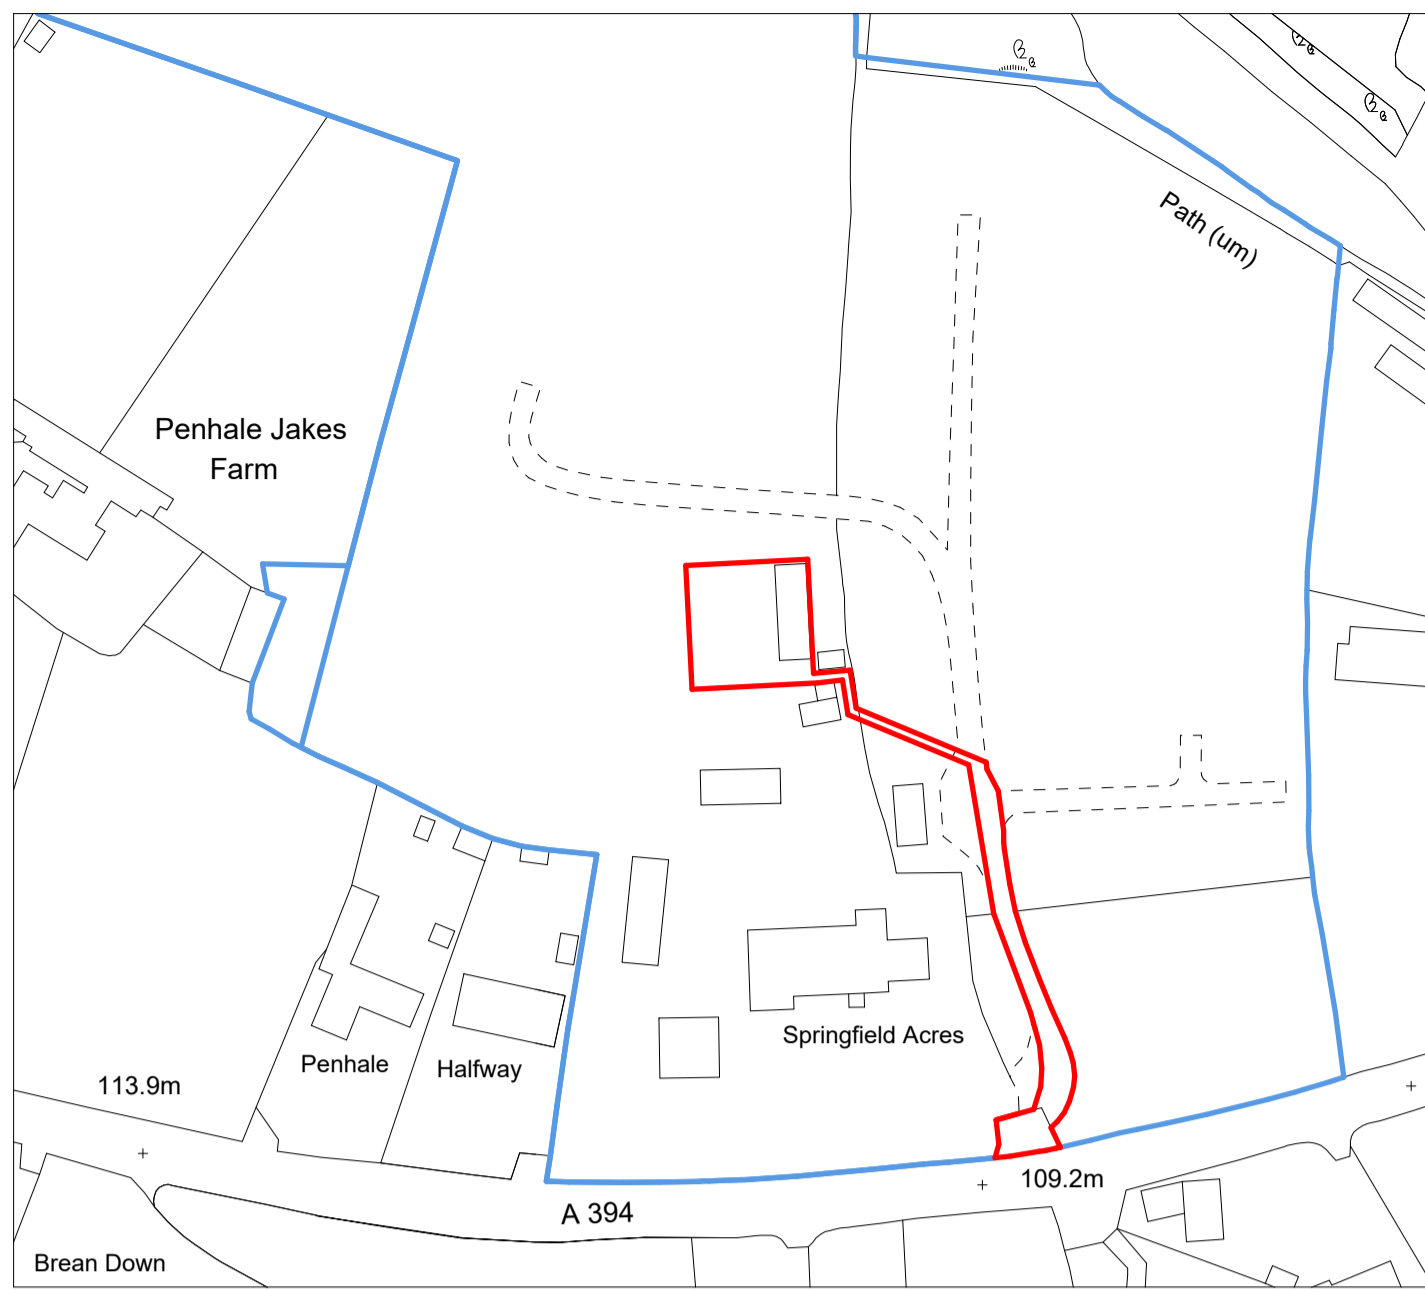 Path (um)
Penhale Jakes
Farm
Springfield Acres
Penhale
Halfway
113.9m
109.2m
A 394
Brean Down